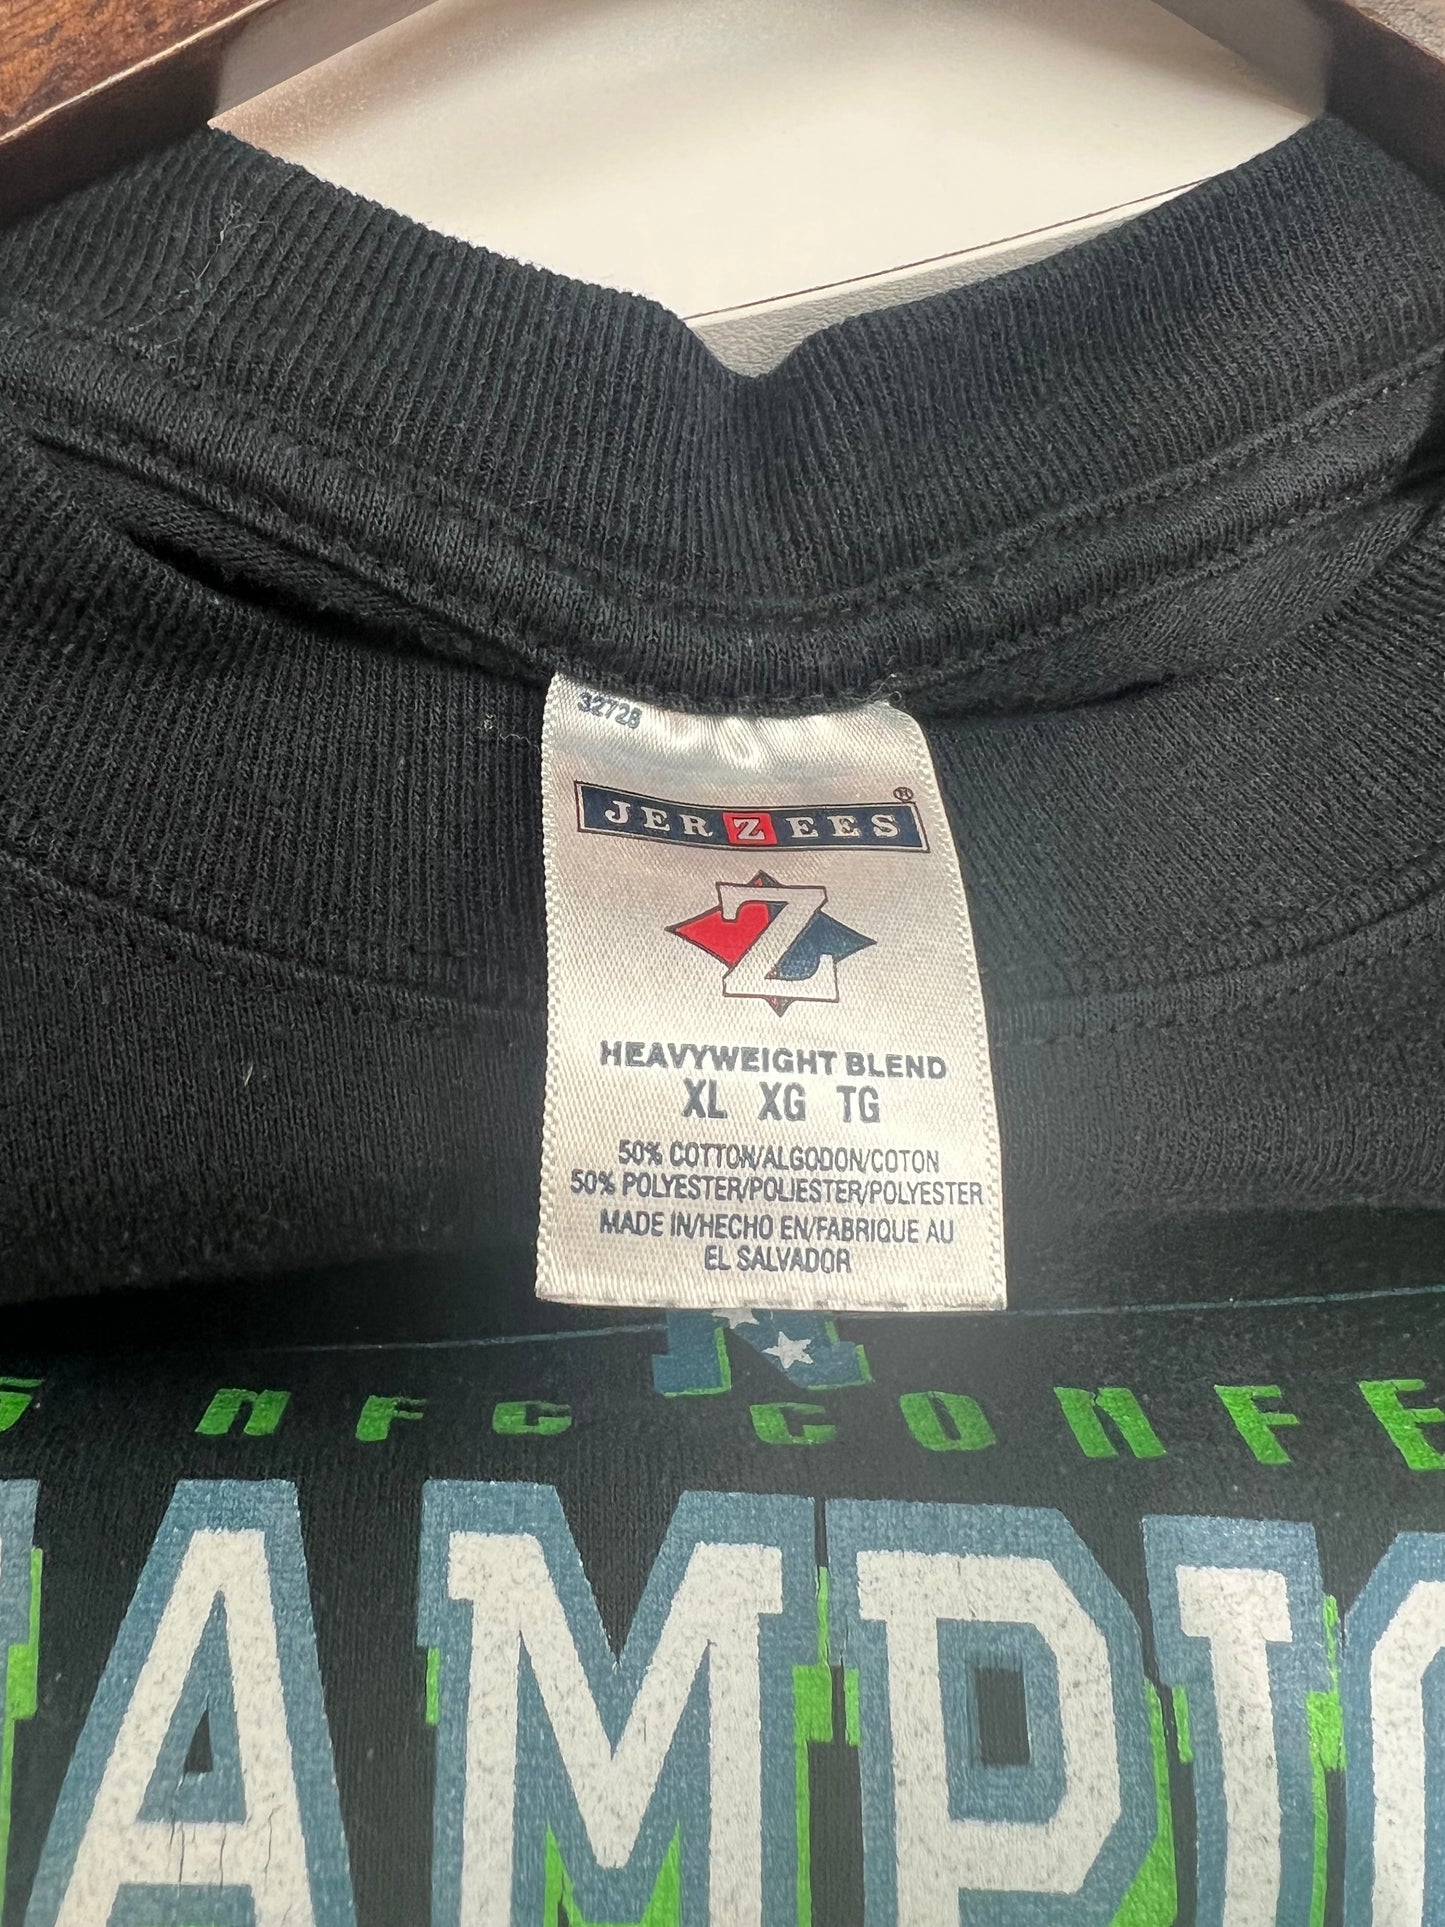 32728
JERZEES®
Z
HEAVYWEIGHT BLEND
XL XG TG
50% COTTON/ALGODON/COTON
50% POLYESTER/POLIESTER/POLYESTER
MADE IN/HECHO EN/FABRIQUE AU
EL SALVADOR
N
NFC CONFE
AMPI